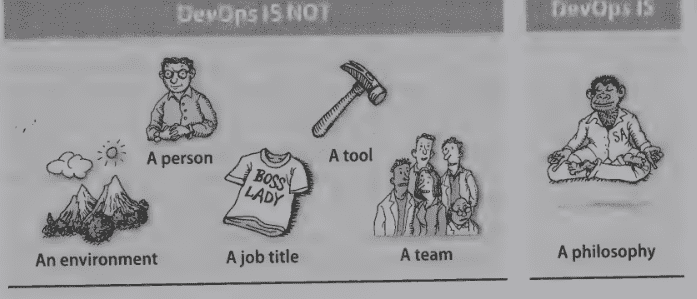 DevOps IS NOT
DevOps IS
A person
A tool
BOSS
LADY
SA
An environment
A job title
A team
A philosophy